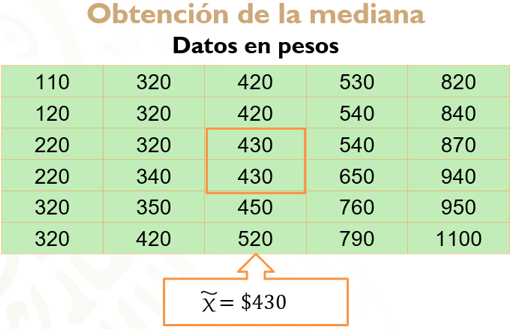 Obtención de la mediana
Datos en pesos
110 320 420 530 820
120 320 420 540 840
220 320 430 540 870
220 340 430 650 940
320 350 450 760 950
320 420 520 790 1100
x̃ = $430